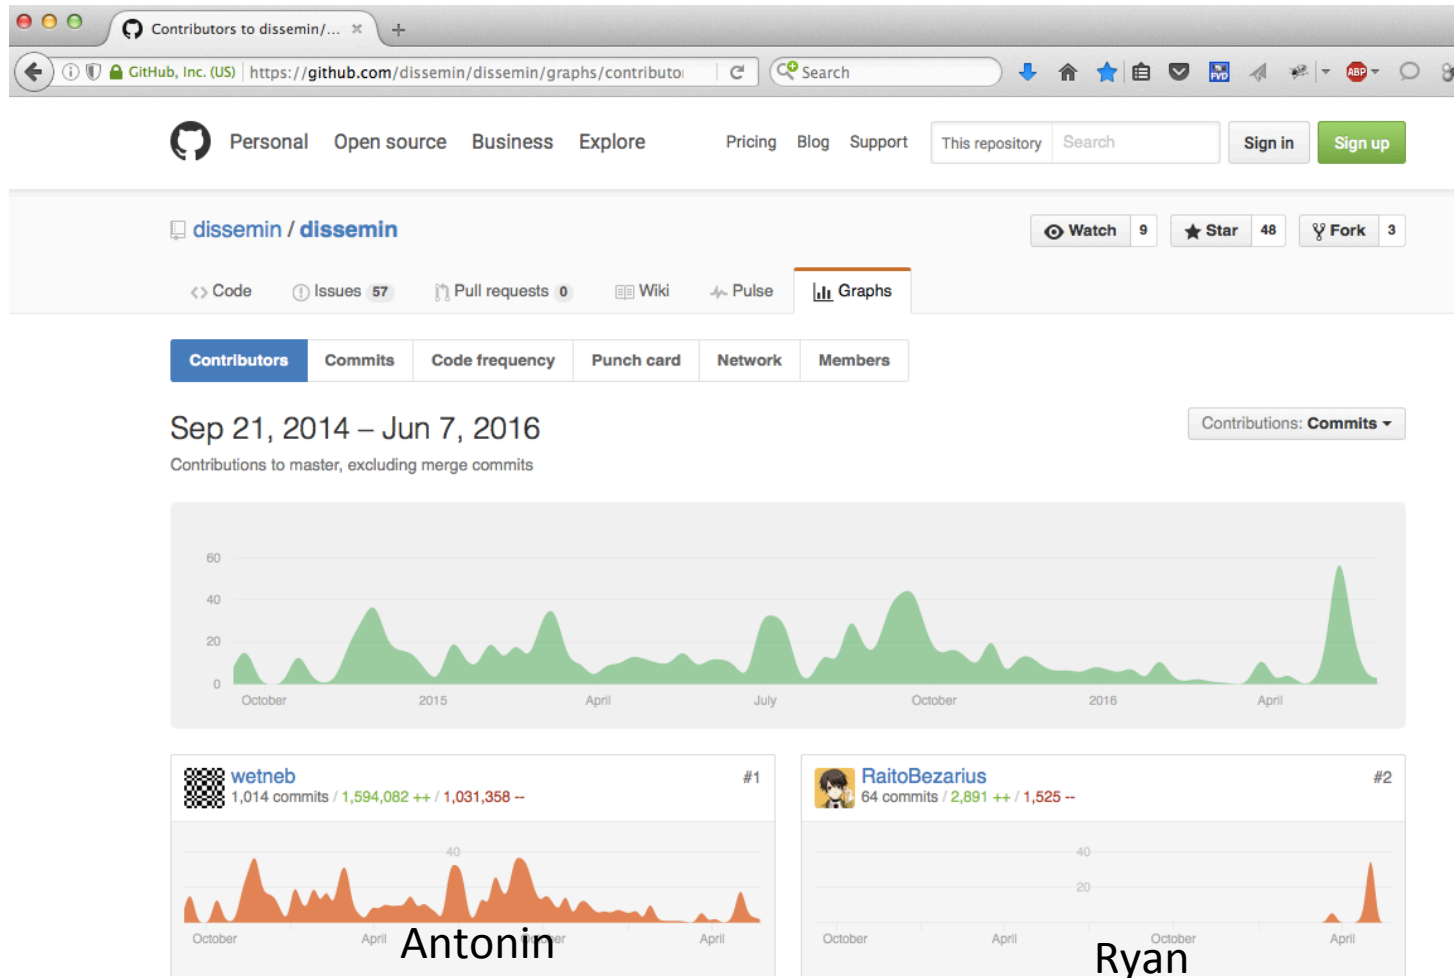 Contributors to dissemin/... ×
GitHub, Inc. (US) https://github.com/dissemin/dissemin/graphs/contributo Search ABP
Personal Open source Business Explore Pricing Blog Support This repository Search Sign in Sign up
dissemin / dissemin Watch 9 Star 48 Fork 3
Code Issues 57 Pull requests 0 Wiki Pulse Graphs
Contributors Commits Code frequency Punch card Network Members
Sep 21, 2014 – Jun 7, 2016 Contributions: Commits
Contributions to master, excluding merge commits
60
40
20
0
October 2015 April July October 2016 April
wetneb #1
1,014 commits / 1,594,082 ++ / 1,031,358 --
40
October April October April
Antonin
RaitoBezarius #2
64 commits / 2,891 ++ / 1,525 --
40
20
October April October April
Ryan